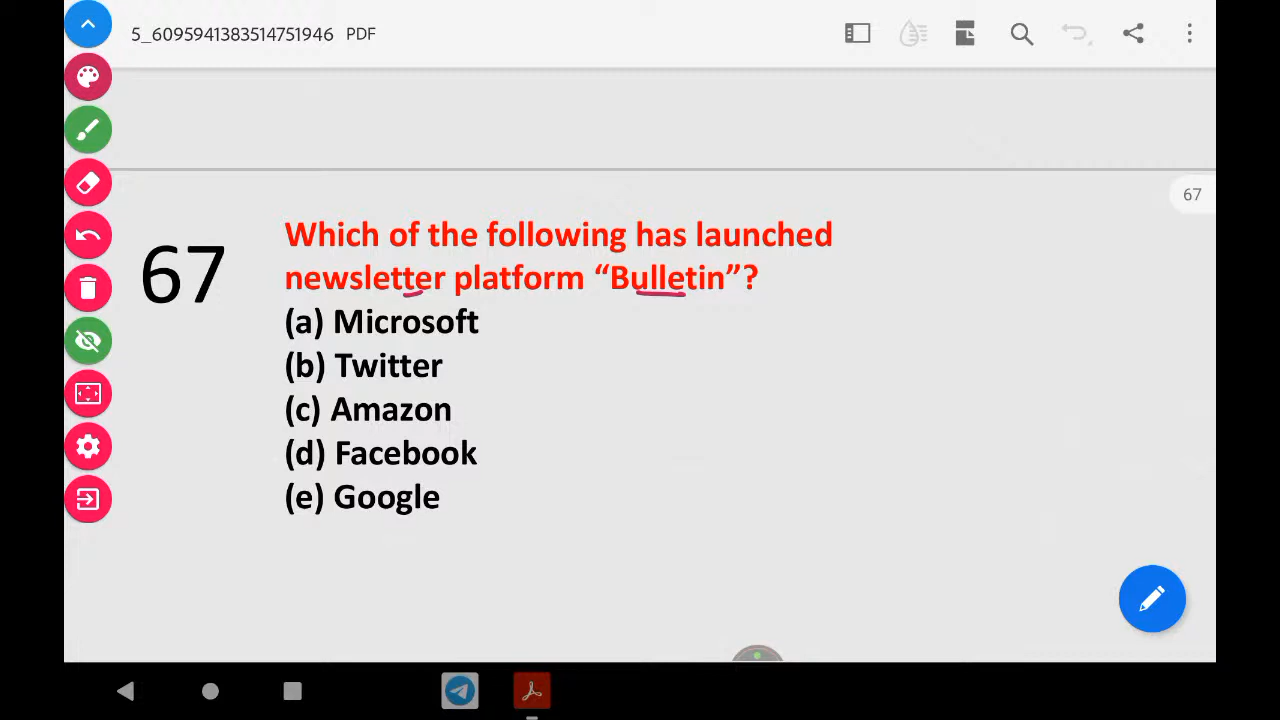 5_6095941383514751946 PDF
67
67
Which of the following has launched
newsletter platform “Bulletin”?
(a) Microsoft
(b) Twitter
(c) Amazon
(d) Facebook
(e) Google